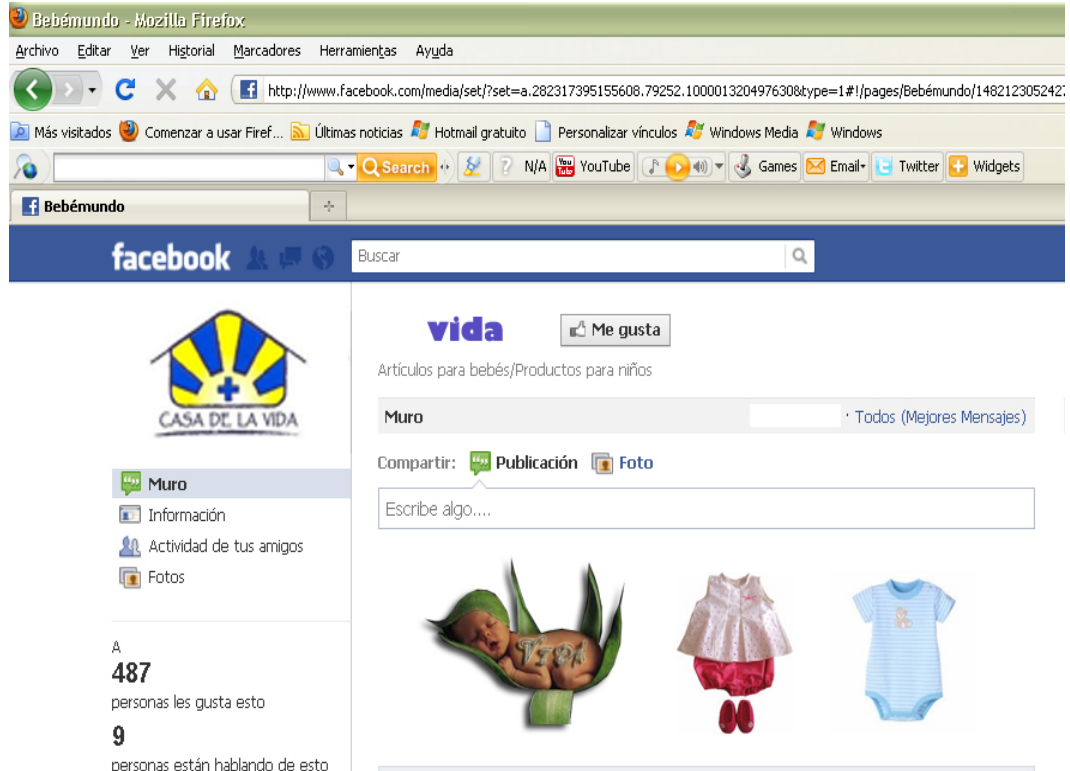 Bebémundo - Mozilla Firefox
Archivo Editar Ver Historial Marcadores Herramientas Ayuda
http://www.facebook.com/media/set/?set=a.282317395155608.79252.100001320497630&type=1#!/pages/Bebémundo/1482123052427
Más visitados Comenzar a usar Firef... Últimas noticias Hotmail gratuito Personalizar vínculos Windows Media Windows
Search N/A YouTube Games Email Twitter Widgets
Bebémundo
facebook Buscar
CASA DE LA VIDA
vida Me gusta
Artículos para bebés/Productos para niños
Muro · Todos (Mejores Mensajes)
Compartir: Publicación Foto
Escribe algo....
Muro
Información
Actividad de tus amigos
Fotos
A
487
personas les gusta esto
9
personas están hablando de esto